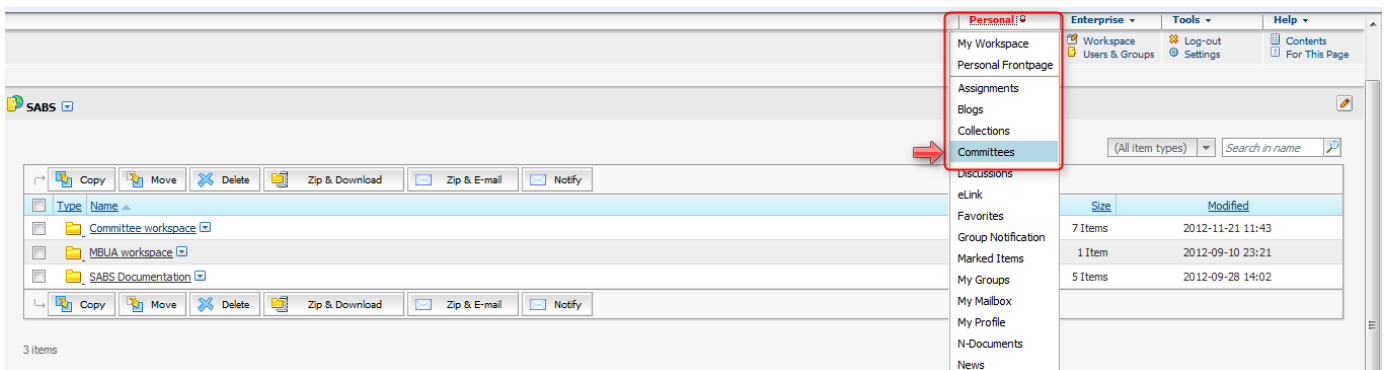 Personal Enterprise Tools Help
My Workspace Workspace Log-out Contents
Personal Frontpage Users & Groups Settings For This Page
Assignments
SABS
Blogs
Collections
Committees (All item types) Search in name
Discussions
Copy Move Delete Zip & Download Zip & E-mail Notify
eLink
Type Name Size Modified
Favorites
Committee workspace 7 Items 2012-11-21 11:43
Group Notification
MBUA workspace 1 Item 2012-09-10 23:21
Marked Items
SABS Documentation 5 Items 2012-09-28 14:02
My Groups
Copy Move Delete Zip & Download Zip & E-mail Notify
My Mailbox
My Profile
N-Documents
3 items
News